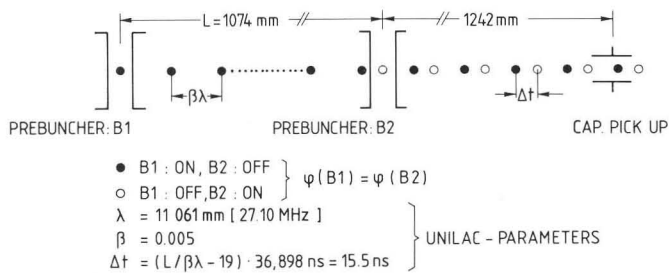 L = 1074 mm
1242 mm
βλ
Δt
PREBUNCHER: B1
PREBUNCHER: B2
CAP. PICK UP
● B1 : ON, B2 : OFF
○ B1 : OFF, B2 : ON
φ(B1) = φ(B2)
λ = 11 061 mm [ 27.10 MHz ]
β = 0.005
Δt = (L/βλ − 19) · 36,898 ns = 15.5 ns
UNILAC – PARAMETERS